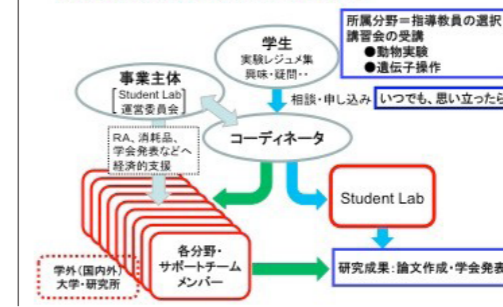 所属分野＝指導教員の選択
講習会の受講
●動物実験
●遺伝子操作
学生
実験レジュメ集
興味・疑問‥
事業主体
Student Lab
運営委員会
相談・申し込み
いつでも、思い立ったら
コーディネータ
RA、消耗品、
学会発表などへ
経済的支援
Student Lab
各分野・
サポートチーム
メンバー
学外（国内外）
大学・研究所
研究成果：論文作成・学会発表